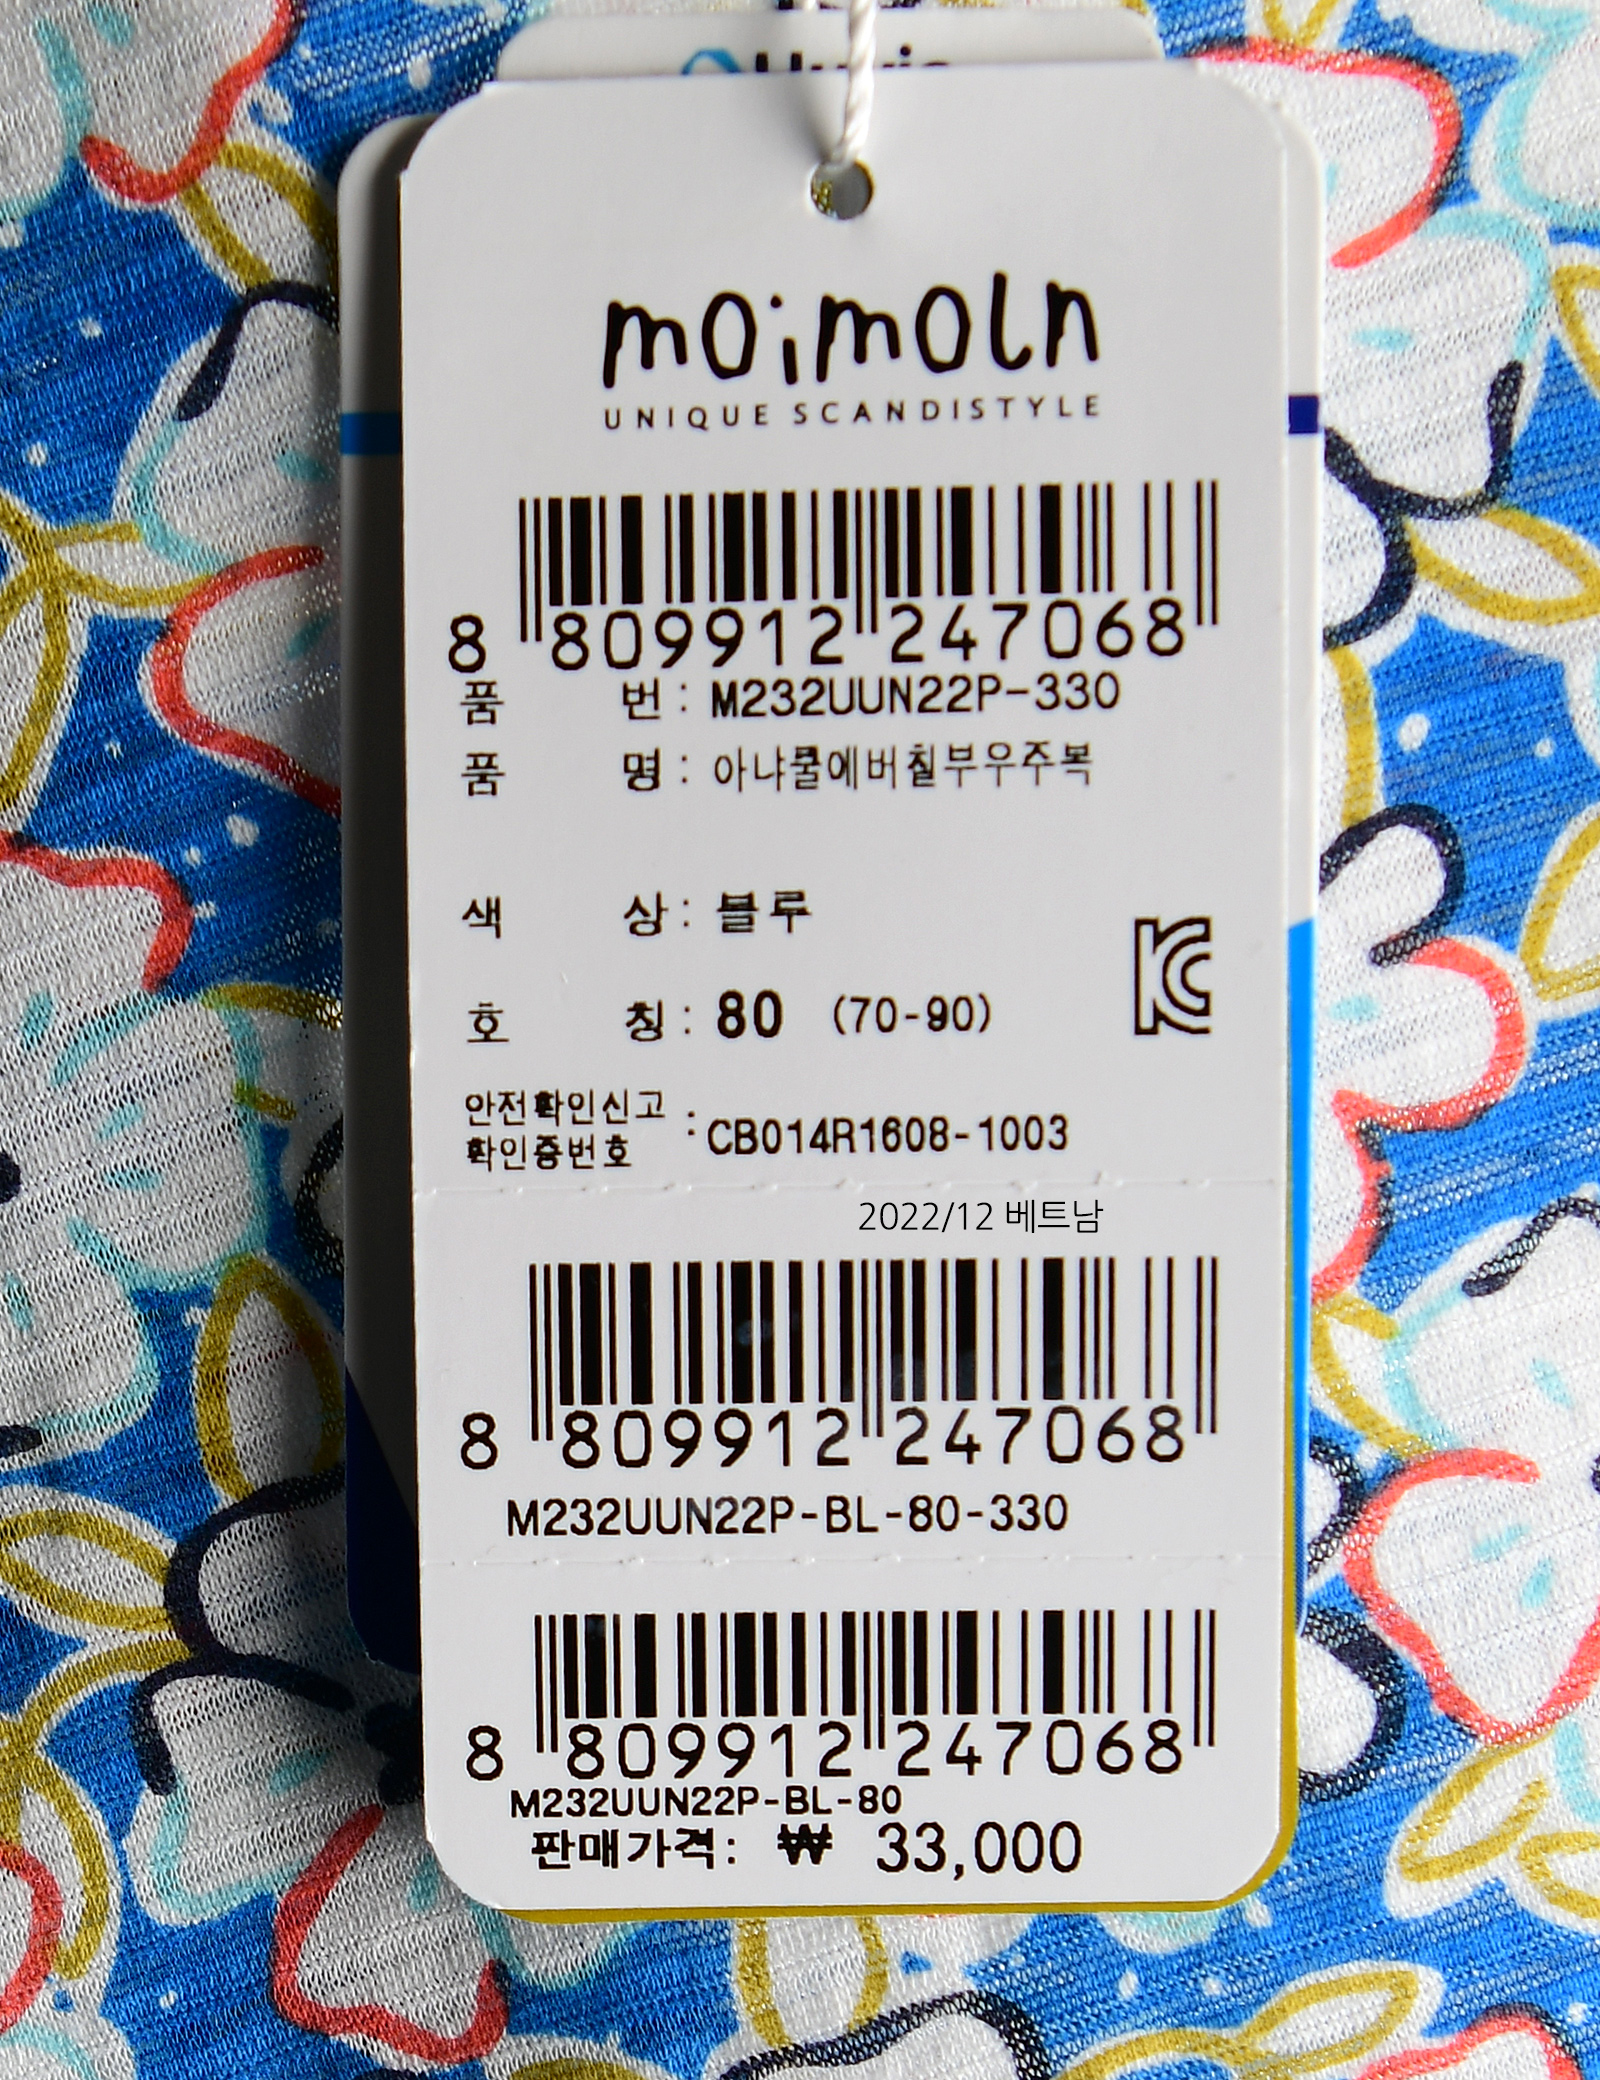 moimoln
UNIQUE SCANDISTYLE
8 809912 247068
품 번 : M232UUN22P-330
품 명 : 아냐쿨에버칠부우주복
색 상 : 블루
호 칭 : 80 (70-90)
안전확인신고
확인증번호 : CB014R1608-1003
2022/12 베트남
8 809912 247068
M232UUN22P-BL-80-330
8 809912 247068
M232UUN22P-BL-80
판매가격: ₩ 33,000